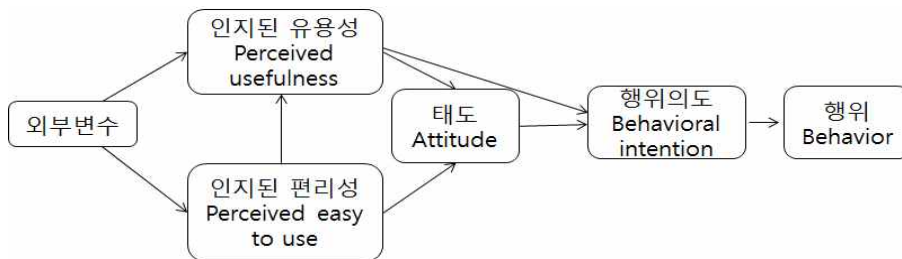 인지된 유용성
Perceived
usefulness
외부변수
태도
Attitude
행위의도
Behavioral
intention
행위
Behavior
인지된 편리성
Perceived easy
to use